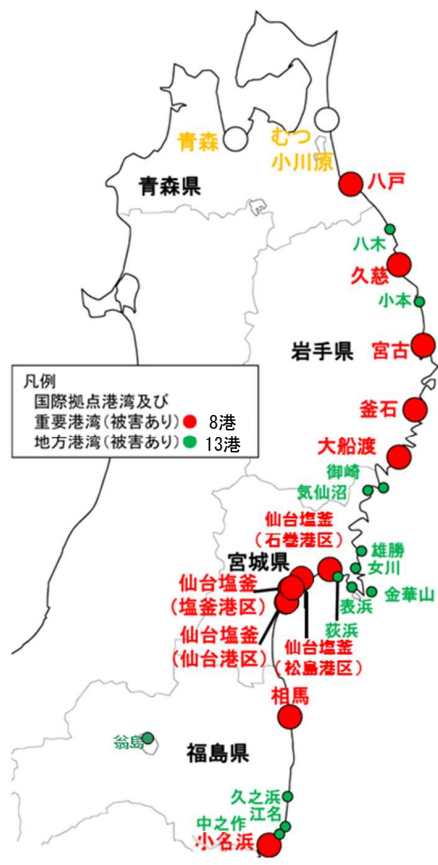 青森
むつ
小川原
青森県
八戸
八木
久慈
小本
岩手県
宮古
凡例
国際拠点港湾及び
重要港湾(被害あり) 8港
地方港湾(被害あり) 13港
釜石
大船渡
御崎
気仙沼
仙台塩釜
(石巻港区)
宮城県
雄勝
女川
仙台塩釜
(塩釜港区)
金華山
表浜
荻浜
仙台塩釜
(仙台港区)
仙台塩釜
(松島港区)
相馬
翁島
福島県
久之浜
江名
中之作
小名浜